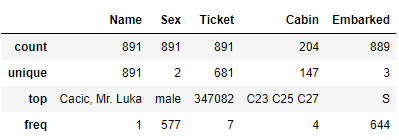 Name Sex Ticket Cabin Embarked
count 891 891 891 204 889
unique 891 2 681 147 3
top Cacic, Mr. Luka male 347082 C23 C25 C27 S
freq 1 577 7 4 644